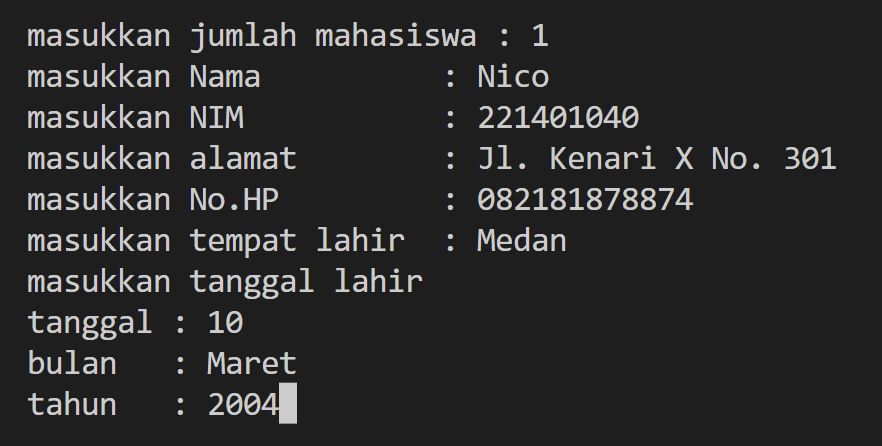 masukkan jumlah mahasiswa : 1
masukkan Nama          : Nico
masukkan NIM           : 221401040
masukkan alamat        : Jl. Kenari X No. 301
masukkan No.HP         : 082181878874
masukkan tempat lahir  : Medan
masukkan tanggal lahir
tanggal : 10
bulan   : Maret
tahun   : 2004